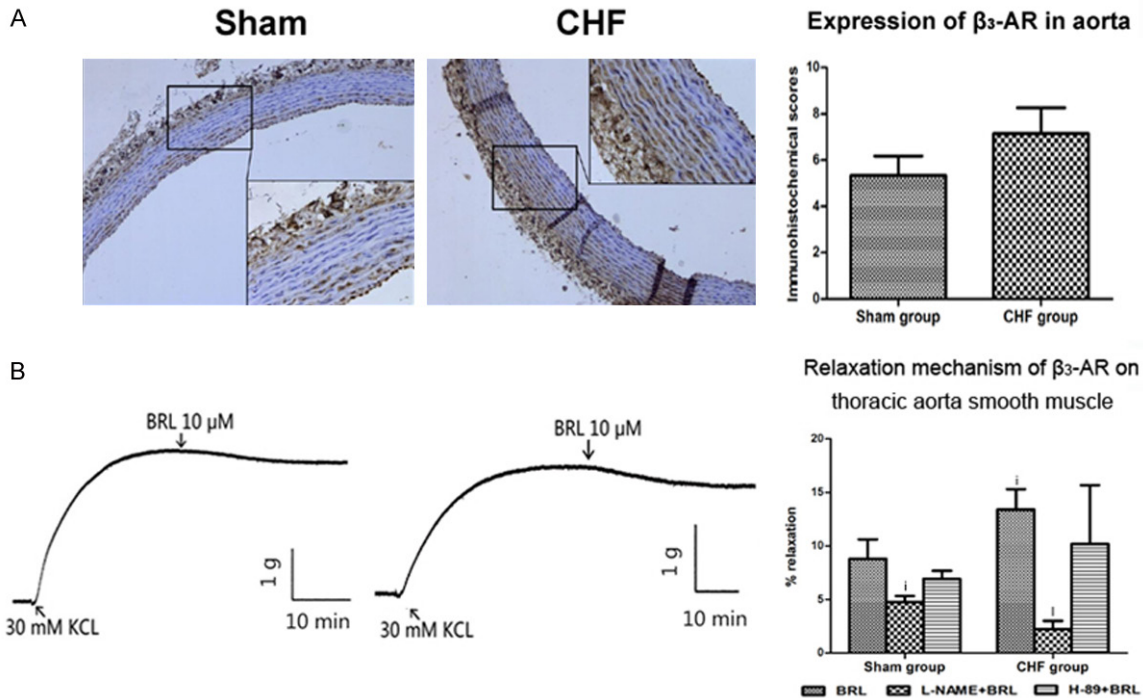 A
Sham
CHF
Expression of β₃-AR in aorta
Immunohistochemical scores
10
8
6
4
2
0
Sham group
CHF group
B
BRL 10 μM
1 g
10 min
30 mM KCL
BRL 10 μM
1 g
10 min
30 mM KCL
Relaxation mechanism of β₃-AR on
thoracic aorta smooth muscle
% relaxation
20
15
10
5
0
i
i
Sham group
CHF group
BRL
L-NAME+BRL
H-89+BRL